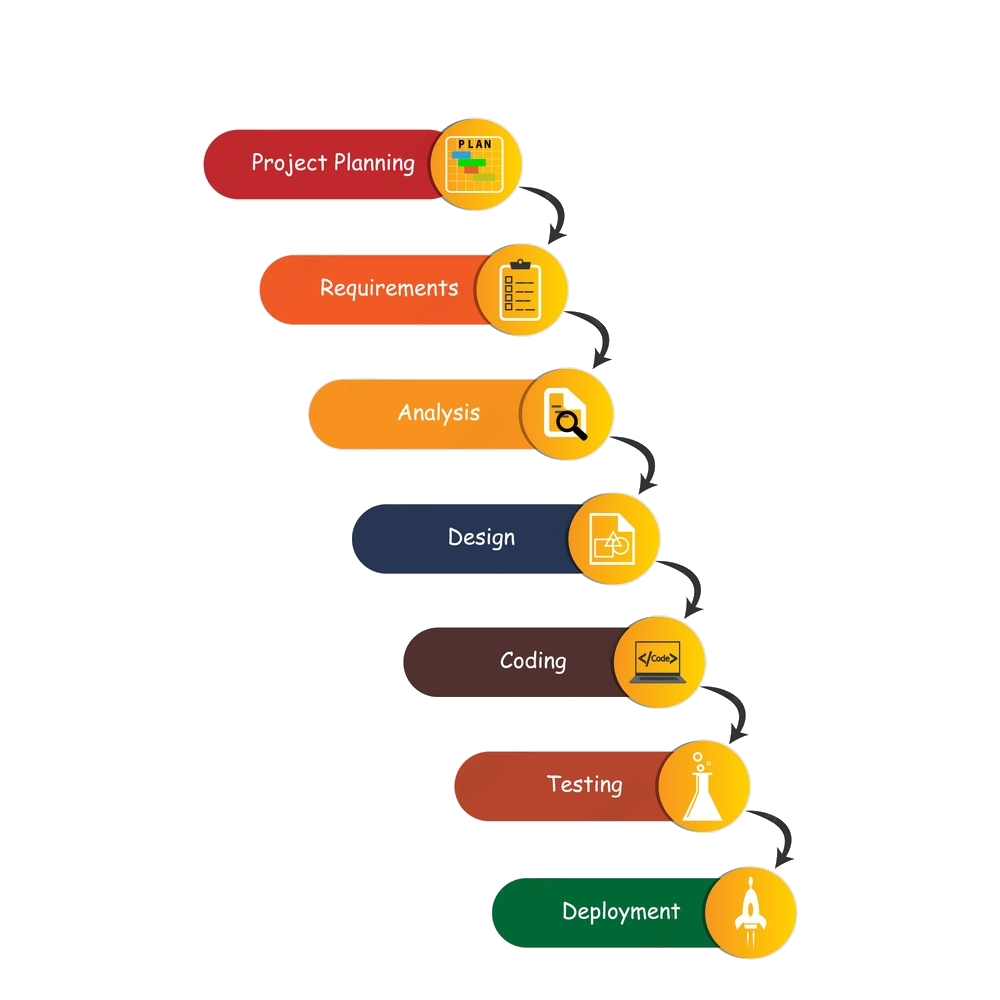 Project Planning
PLAN
Requirements
Analysis
Design
Coding
</Code>
Testing
Deployment